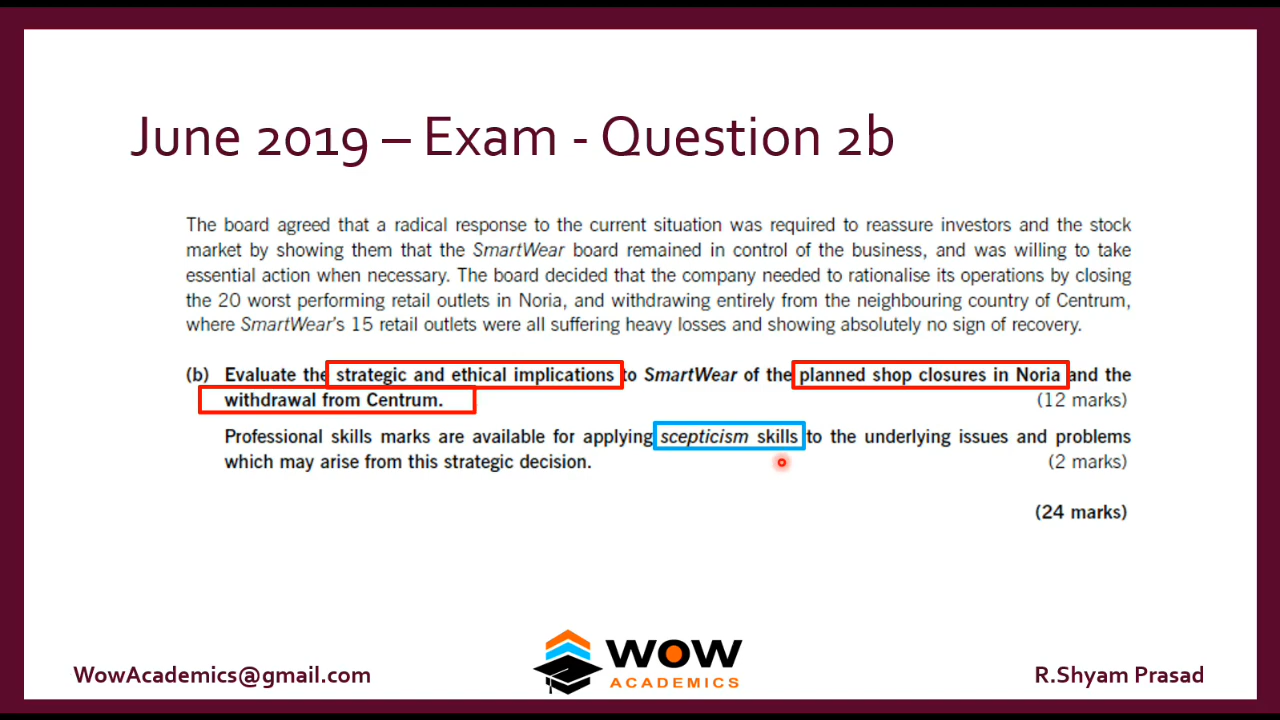 June 2019 – Exam - Question 2b
The board agreed that a radical response to the current situation was required to reassure investors and the stock
market by showing them that the SmartWear board remained in control of the business, and was willing to take
essential action when necessary. The board decided that the company needed to rationalise its operations by closing
the 20 worst performing retail outlets in Noria, and withdrawing entirely from the neighbouring country of Centrum,
where SmartWear's 15 retail outlets were all suffering heavy losses and showing absolutely no sign of recovery.
(b) Evaluate the strategic and ethical implications to SmartWear of the planned shop closures in Noria and the
withdrawal from Centrum. (12 marks)
Professional skills marks are available for applying scepticism skills to the underlying issues and problems
which may arise from this strategic decision. (2 marks)
(24 marks)
WowAcademics@gmail.com
WOW
ACADEMICS
R.Shyam Prasad